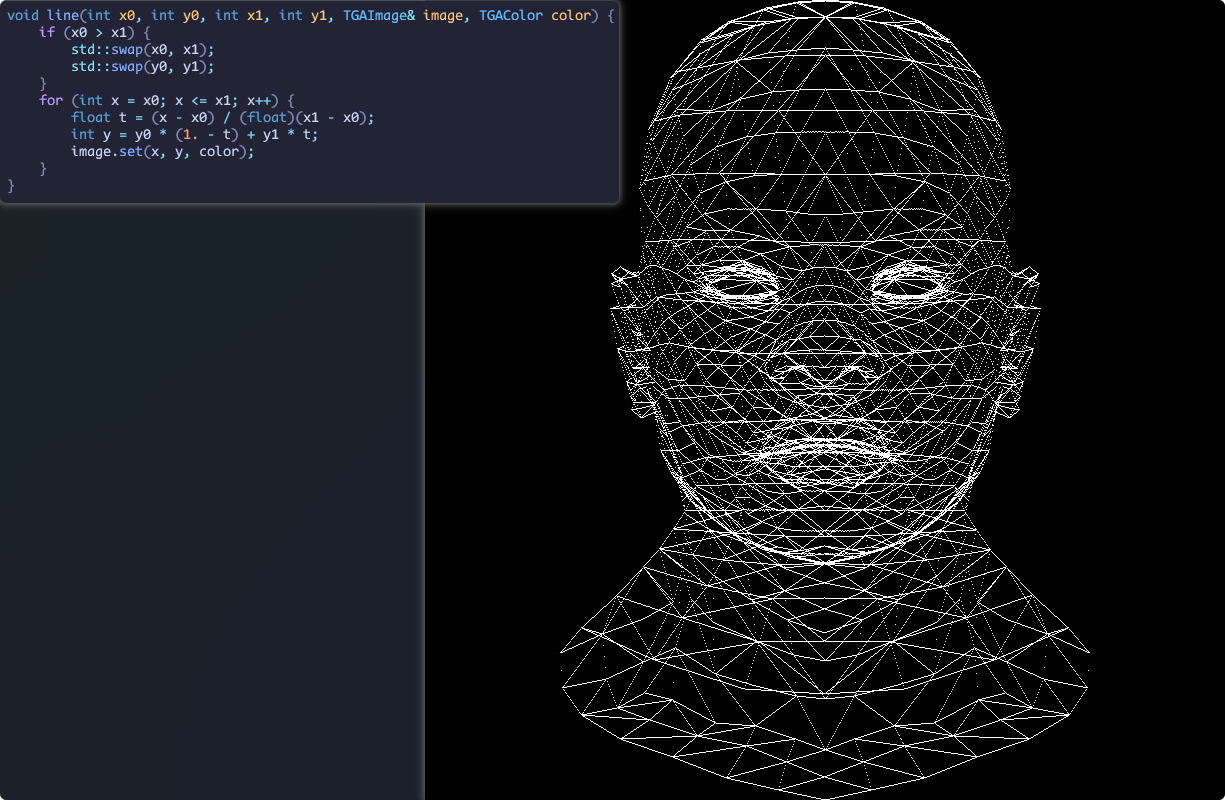 void line(int x0, int y0, int x1, int y1, TGAImage& image, TGAColor color) {
    if (x0 > x1) {
        std::swap(x0, x1);
        std::swap(y0, y1);
    }
    for (int x = x0; x <= x1; x++) {
        float t = (x - x0) / (float)(x1 - x0);
        int y = y0 * (1. - t) + y1 * t;
        image.set(x, y, color);
    }
}